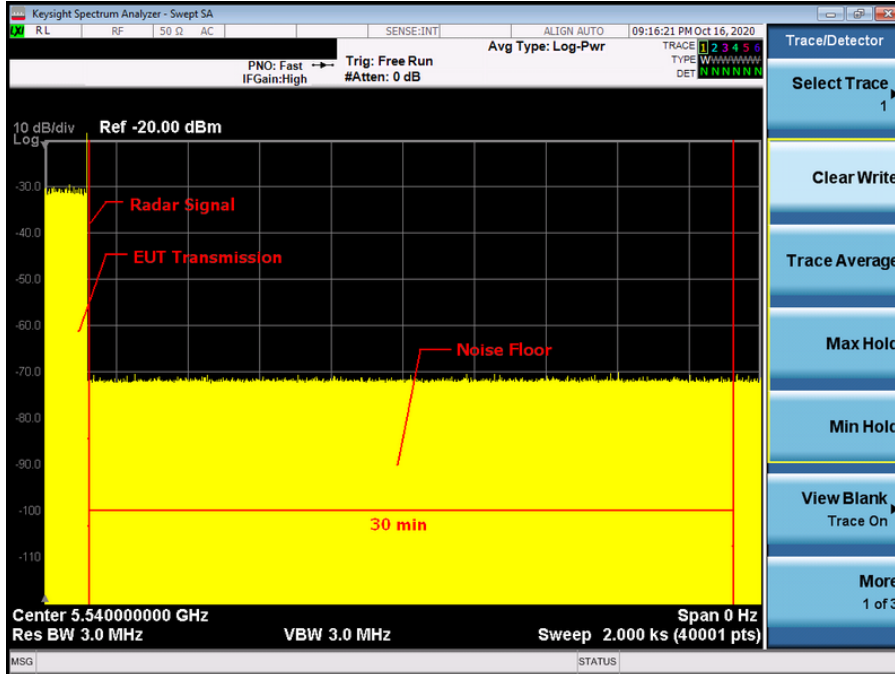 Keysight Spectrum Analyzer - Swept SA
LXI RL RF 50 Ω AC SENSE:INT ALIGN AUTO 09:16:21 PM Oct 16, 2020
Avg Type: Log-Pwr TRACE 1 2 3 4 5 6
PNO: Fast Trig: Free Run TYPE WWWWWW
IFGain:High #Atten: 0 dB DET N N N N N N
10 dB/div Ref -20.00 dBm
Log
-30.0
-40.0
-50.0
-60.0
-70.0
-80.0
-90.0
-100
-110
Radar Signal
EUT Transmission
Noise Floor
30 min
Center 5.540000000 GHz Span 0 Hz
Res BW 3.0 MHz VBW 3.0 MHz Sweep 2.000 ks (40001 pts)
MSG STATUS
Trace/Detector
Select Trace
1
Clear Write
Trace Average
Max Hold
Min Hold
View Blank
Trace On
More
1 of 3